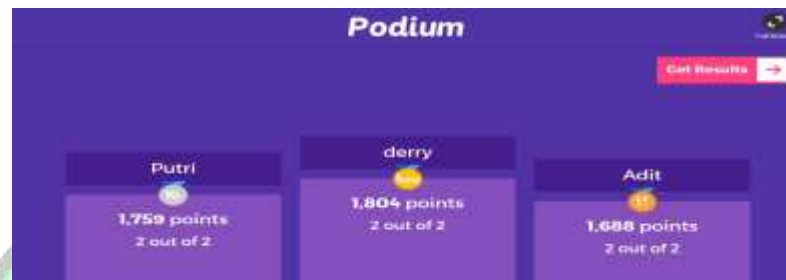 Podium
Get Results
derry
1,804 points
2 out of 2
Putri
1,759 points
2 out of 2
Adit
1,688 points
2 out of 2